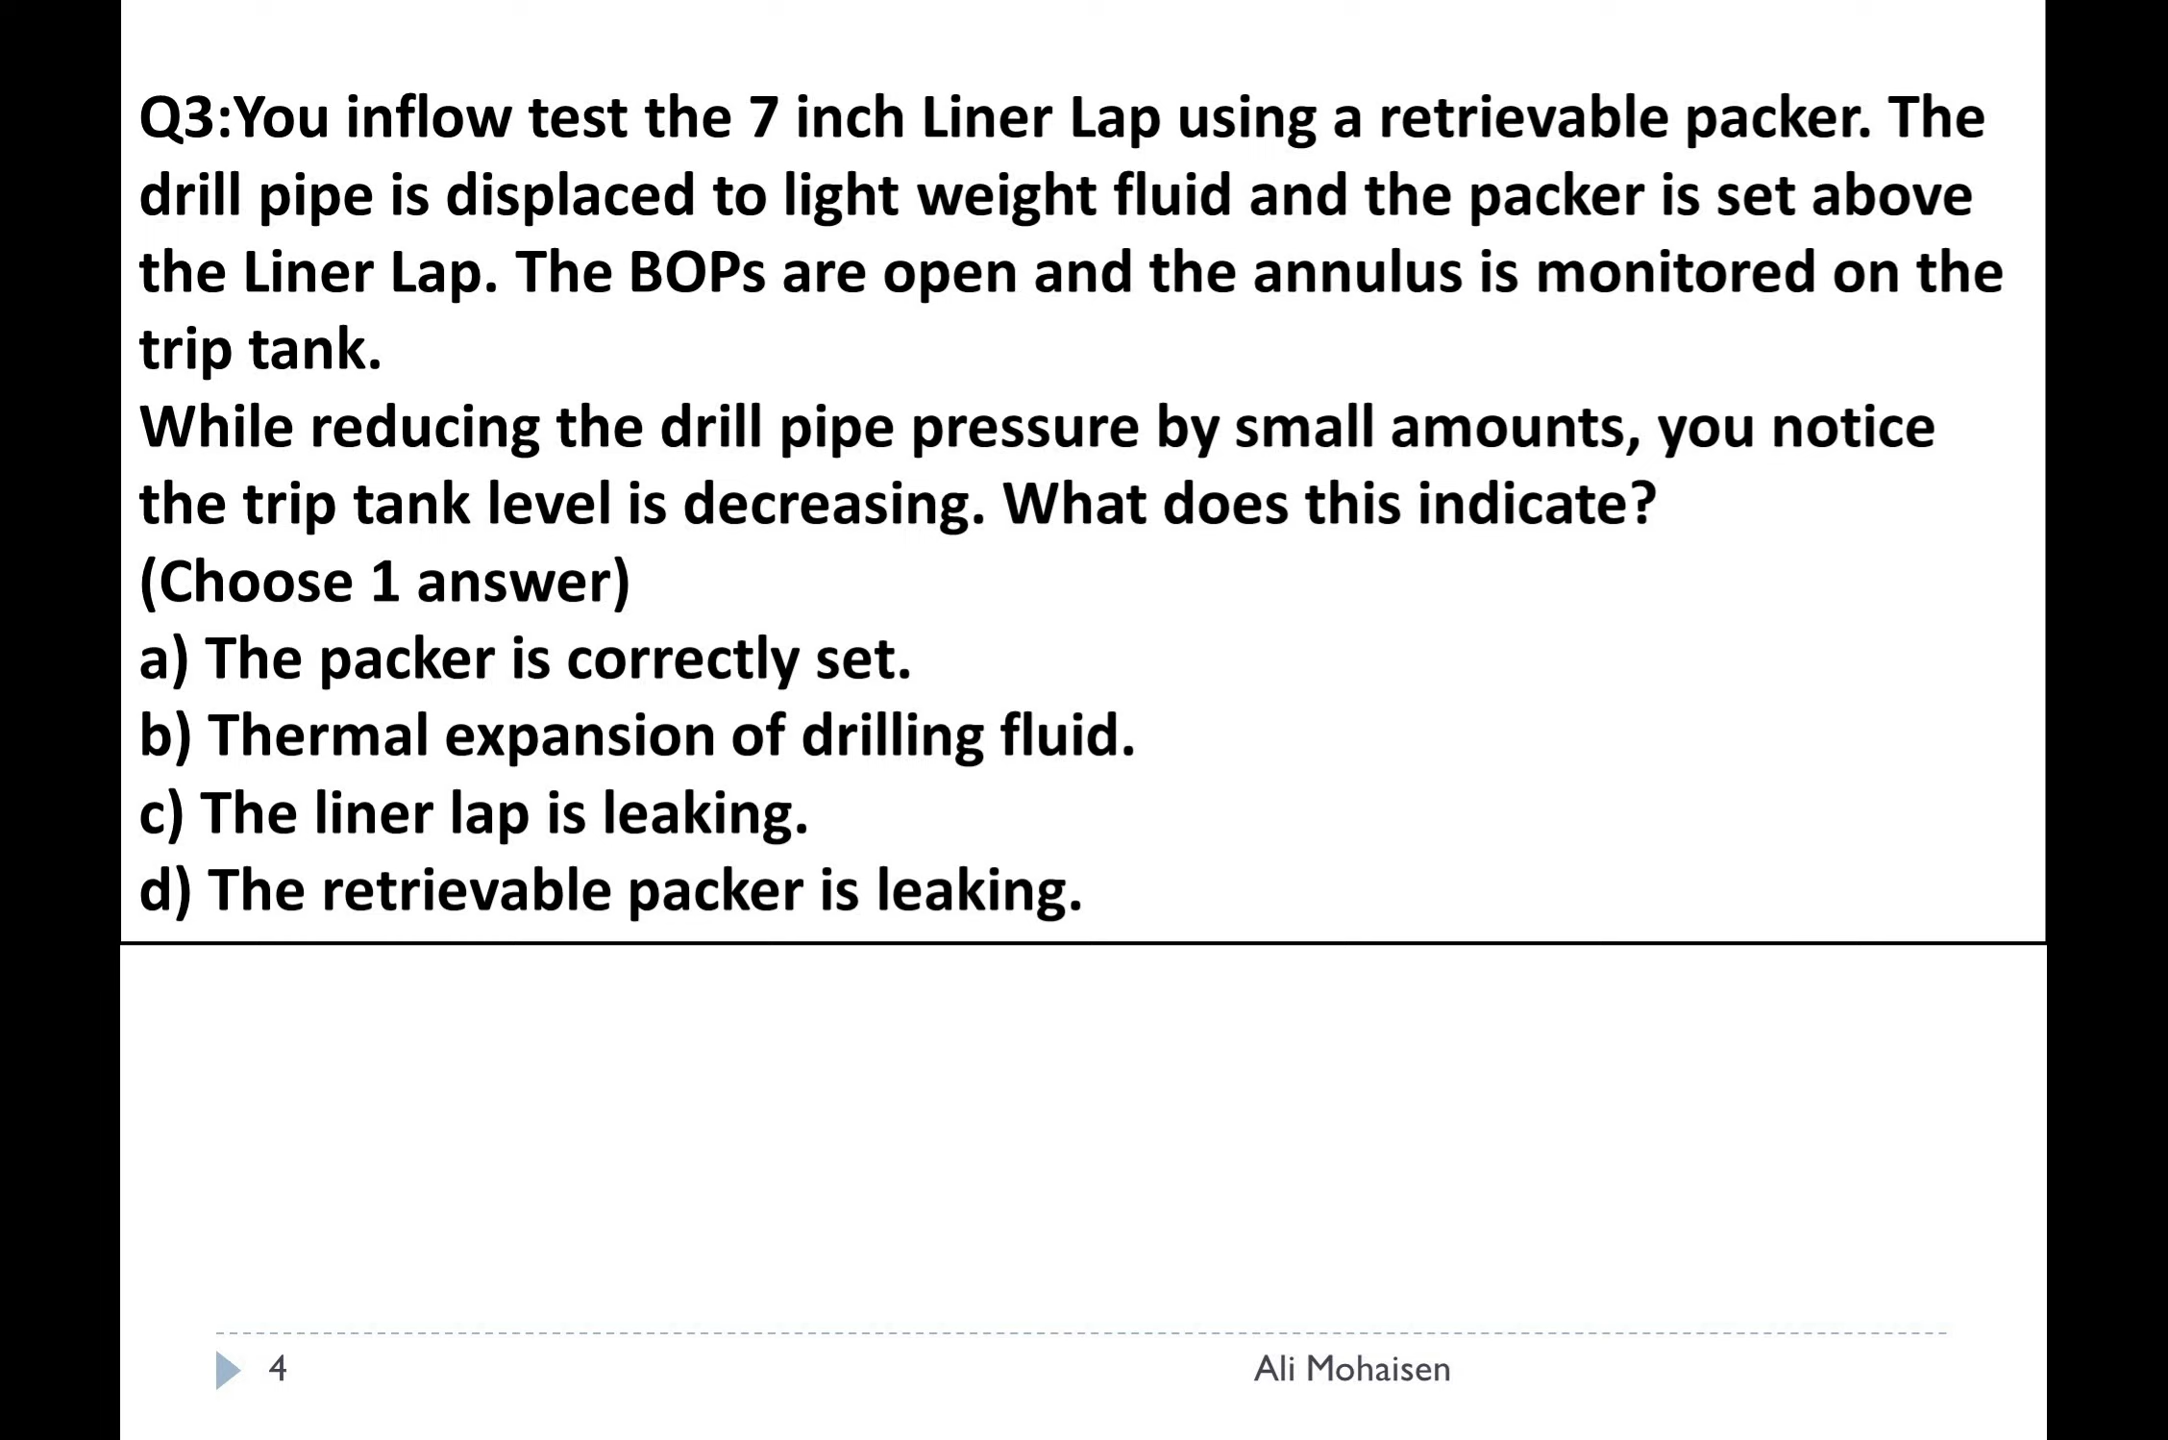 Q3:You inflow test the 7 inch Liner Lap using a retrievable packer. The
drill pipe is displaced to light weight fluid and the packer is set above
the Liner Lap. The BOPs are open and the annulus is monitored on the
trip tank.
While reducing the drill pipe pressure by small amounts, you notice
the trip tank level is decreasing. What does this indicate?
(Choose 1 answer)
a) The packer is correctly set.
b) Thermal expansion of drilling fluid.
c) The liner lap is leaking.
d) The retrievable packer is leaking.
4
Ali Mohaisen